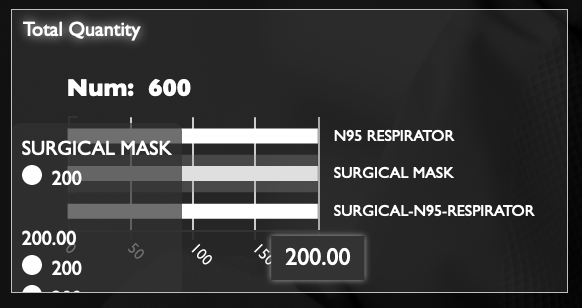 Total Quantity
Num: 600
N95 RESPIRATOR
SURGICAL MASK
SURGICAL MASK
200
SURGICAL-N95-RESPIRATOR
200.00
200
0
50
100
150
200.00